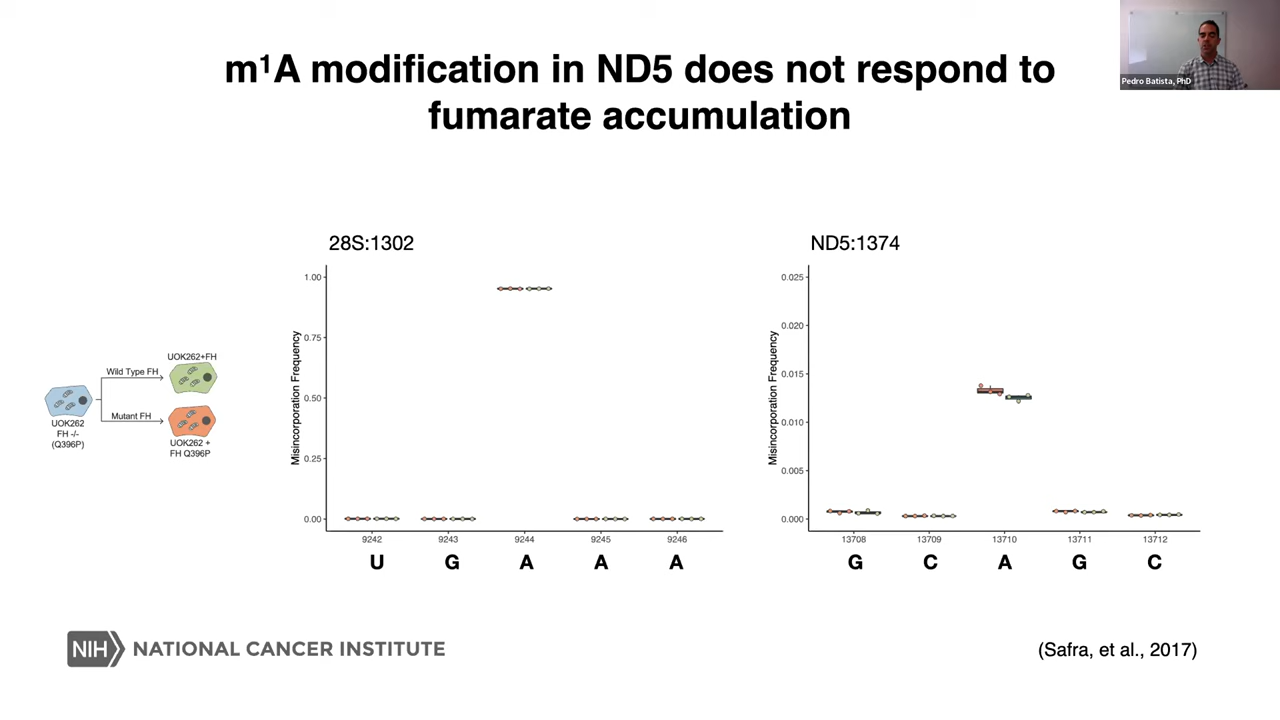 m¹A modification in ND5 does not respond to
fumarate accumulation
Pedro Batista, PhD
28S:1302
ND5:1374
Misincorporation Frequency
1.00
0.75
0.50
0.25
0.00
9242
9243
9244
9245
9246
U G A A A
Misincorporation Frequency
0.025
0.020
0.015
0.010
0.005
0.000
13708
13709
13710
13711
13712
G C A G C
UOK262+FH
Wild Type FH
Mutant FH
UOK262
FH -/-
(Q396P)
UOK262 +
FH Q396P
NIH NATIONAL CANCER INSTITUTE
(Safra, et al., 2017)